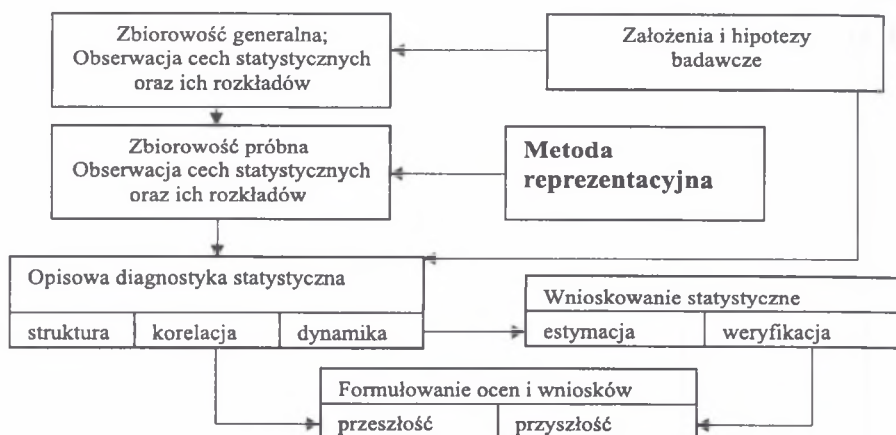 Zbiorowość generalna;
Obserwacja cech statystycznych
oraz ich rozkładów
Założenia i hipotezy
badawcze
Zbiorowość próbna
Obserwacja cech statystycznych
oraz ich rozkładów
Metoda
reprezentacyjna
Opisowa diagnostyka statystyczna
struktura korelacja dynamika
Wnioskowanie statystyczne
estymacja weryfikacja
Formułowanie ocen i wniosków
przeszłość przyszłość